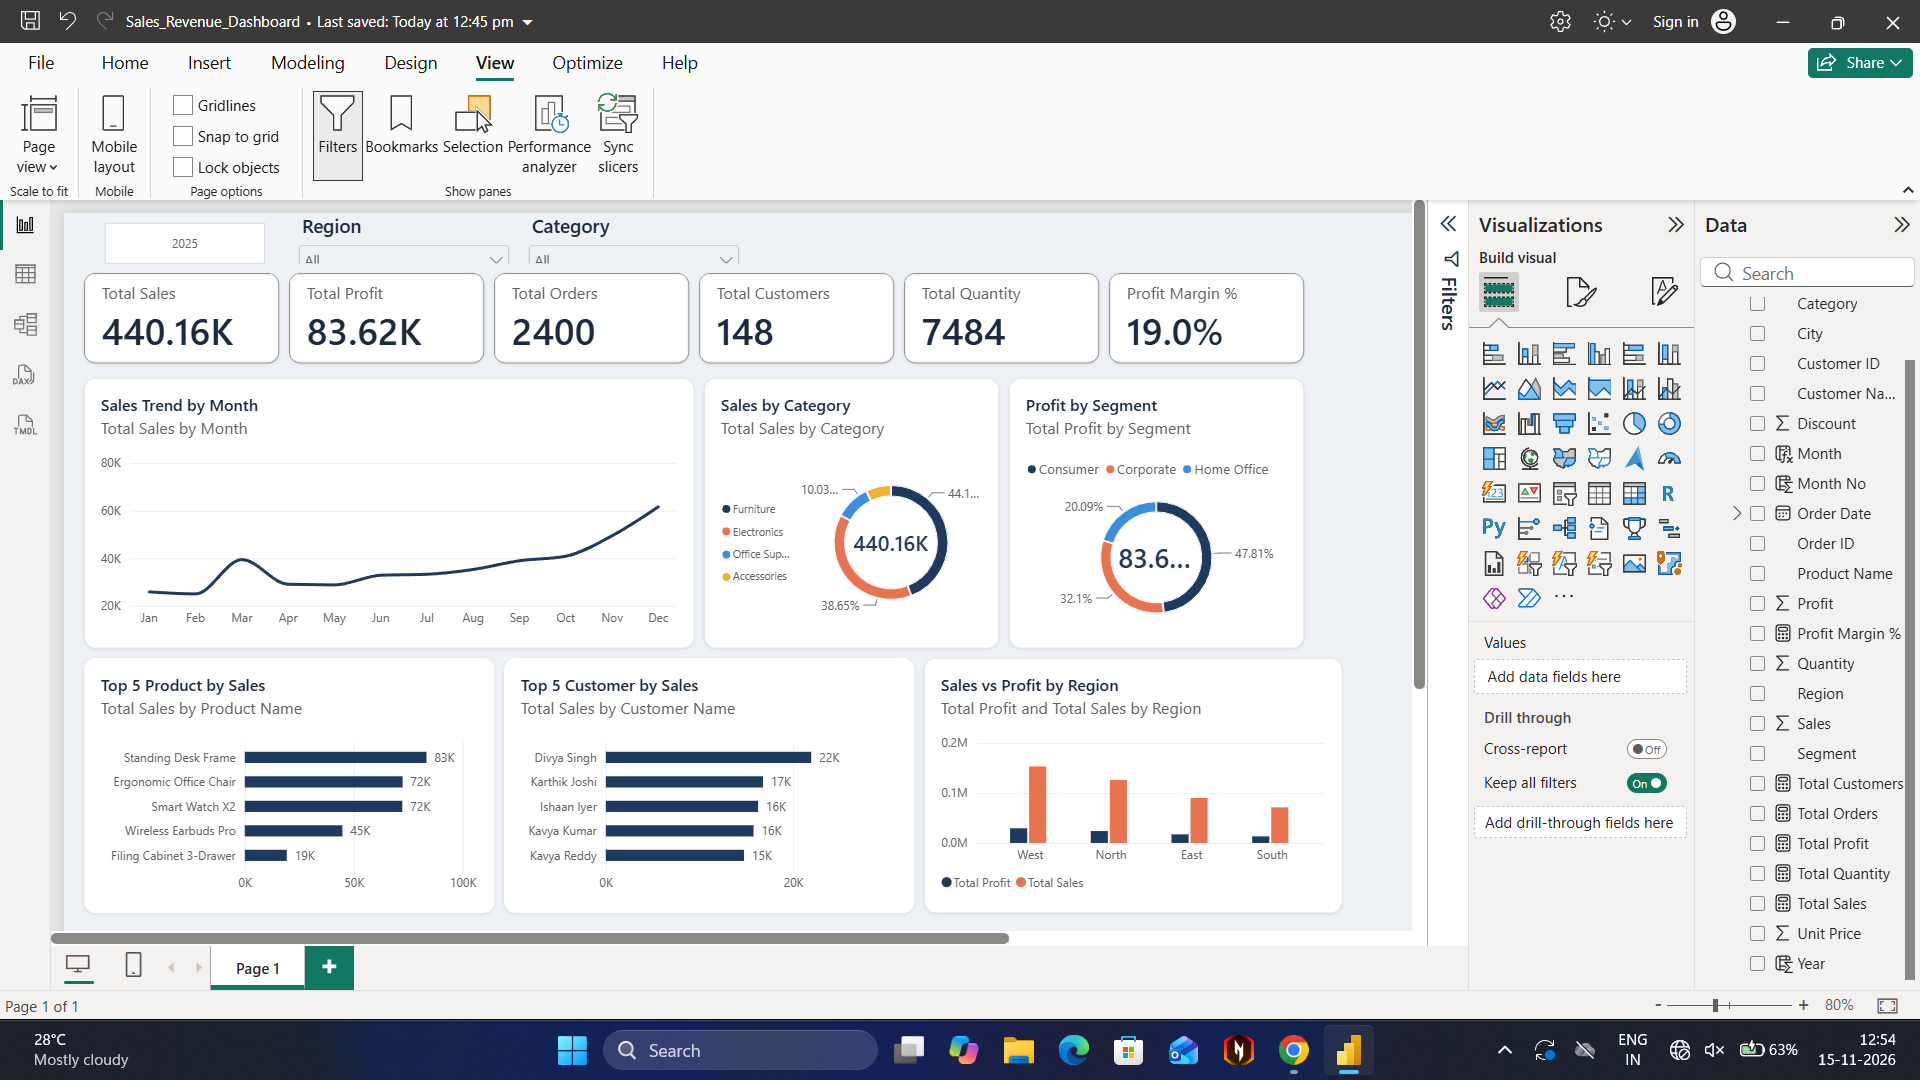 Sales_Revenue_Dashboard • Last saved: Today at 12:45 pm
Sign in
File Home Insert Modeling Design View Optimize Help
Share
Page view
Mobile layout
Gridlines
Snap to grid
Lock objects
Filters
Bookmarks
Selection
Performance analyzer
Sync slicers
Scale to fit
Mobile
Page options
Show panes
2025
Region
All
Category
All
Total Sales
440.16K
Total Profit
83.62K
Total Orders
2400
Total Customers
148
Total Quantity
7484
Profit Margin %
19.0%
Sales Trend by Month
Total Sales by Month
80K
60K
40K
20K
Jan Feb Mar Apr May Jun Jul Aug Sep Oct Nov Dec
Sales by Category
Total Sales by Category
Furniture
Electronics
Office Sup...
Accessories
10.03...
44.1...
440.16K
38.65%
Profit by Segment
Total Profit by Segment
Consumer Corporate Home Office
20.09%
83.6...
47.81%
32.1%
Top 5 Product by Sales
Total Sales by Product Name
Standing Desk Frame 83K
Ergonomic Office Chair 72K
Smart Watch X2 72K
Wireless Earbuds Pro 45K
Filing Cabinet 3-Drawer 19K
0K 50K 100K
Top 5 Customer by Sales
Total Sales by Customer Name
Divya Singh 22K
Karthik Joshi 17K
Ishaan Iyer 16K
Kavya Kumar 16K
Kavya Reddy 15K
0K 20K
Sales vs Profit by Region
Total Profit and Total Sales by Region
0.2M
0.1M
0.0M
West North East South
Total Profit Total Sales
Filters
Visualizations
Build visual
123
R
Py
Values
Add data fields here
Drill through
Cross-report Off
Keep all filters On
Add drill-through fields here
Data
Search
Category
City
Customer ID
Customer Na...
Discount
Month
Month No
Order Date
Order ID
Product Name
Profit
Profit Margin %
Quantity
Region
Sales
Segment
Total Customers
Total Orders
Total Profit
Total Quantity
Total Sales
Unit Price
Year
DAX
TMDL
Page 1
+
Page 1 of 1
- + 80%
28°C
Mostly cloudy
Search
ENG
IN
63%
12:54
15-11-2026